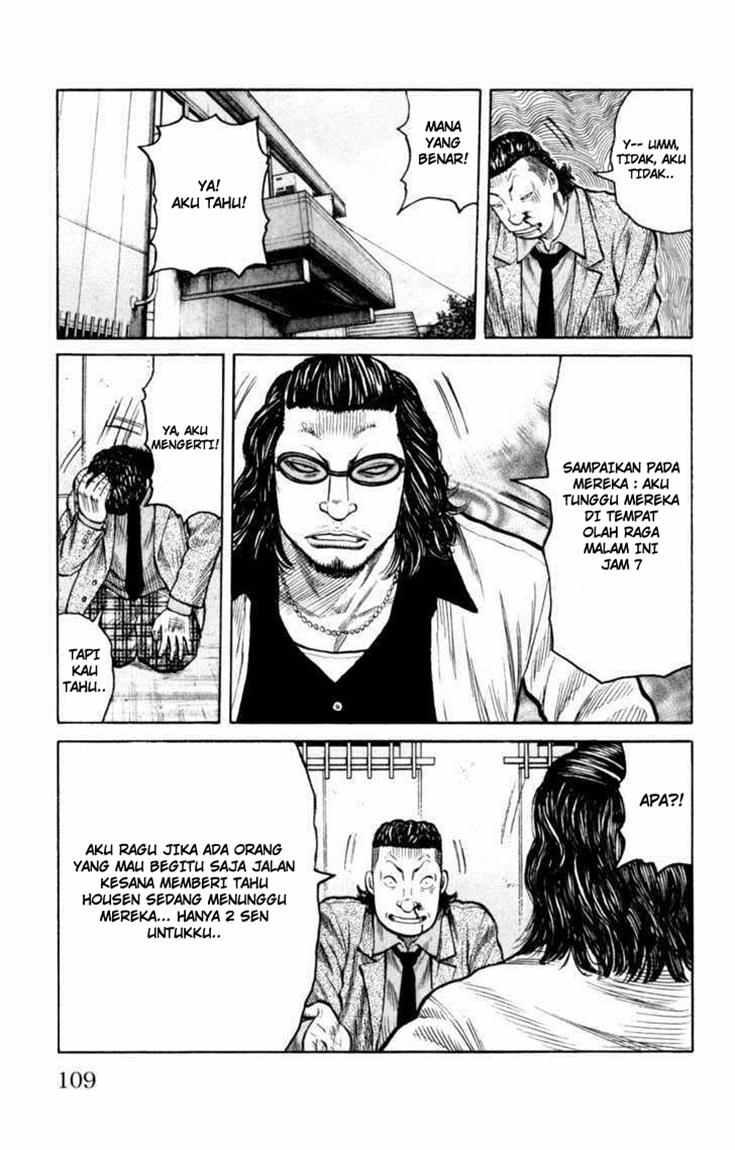 Y-- UMM,
TIDAK, AKU
TIDAK..
MANA
YANG
BENAR!
YA!
AKU TAHU!
SAMPAIKAN PADA
MEREKA : AKU
TUNGGU MEREKA
DI TEMPAT
OLAH RAGA
MALAM INI
JAM 7
YA, AKU
MENGERTI!
TAPI
KAU
TAHU..
APA?!
AKU RAGU JIKA ADA ORANG
YANG MAU BEGITU SAJA JALAN
KESANA MEMBERI TAHU
HOUSEN SEDANG MENUNGGU
MEREKA... HANYA 2 SEN
UNTUKKU..
109